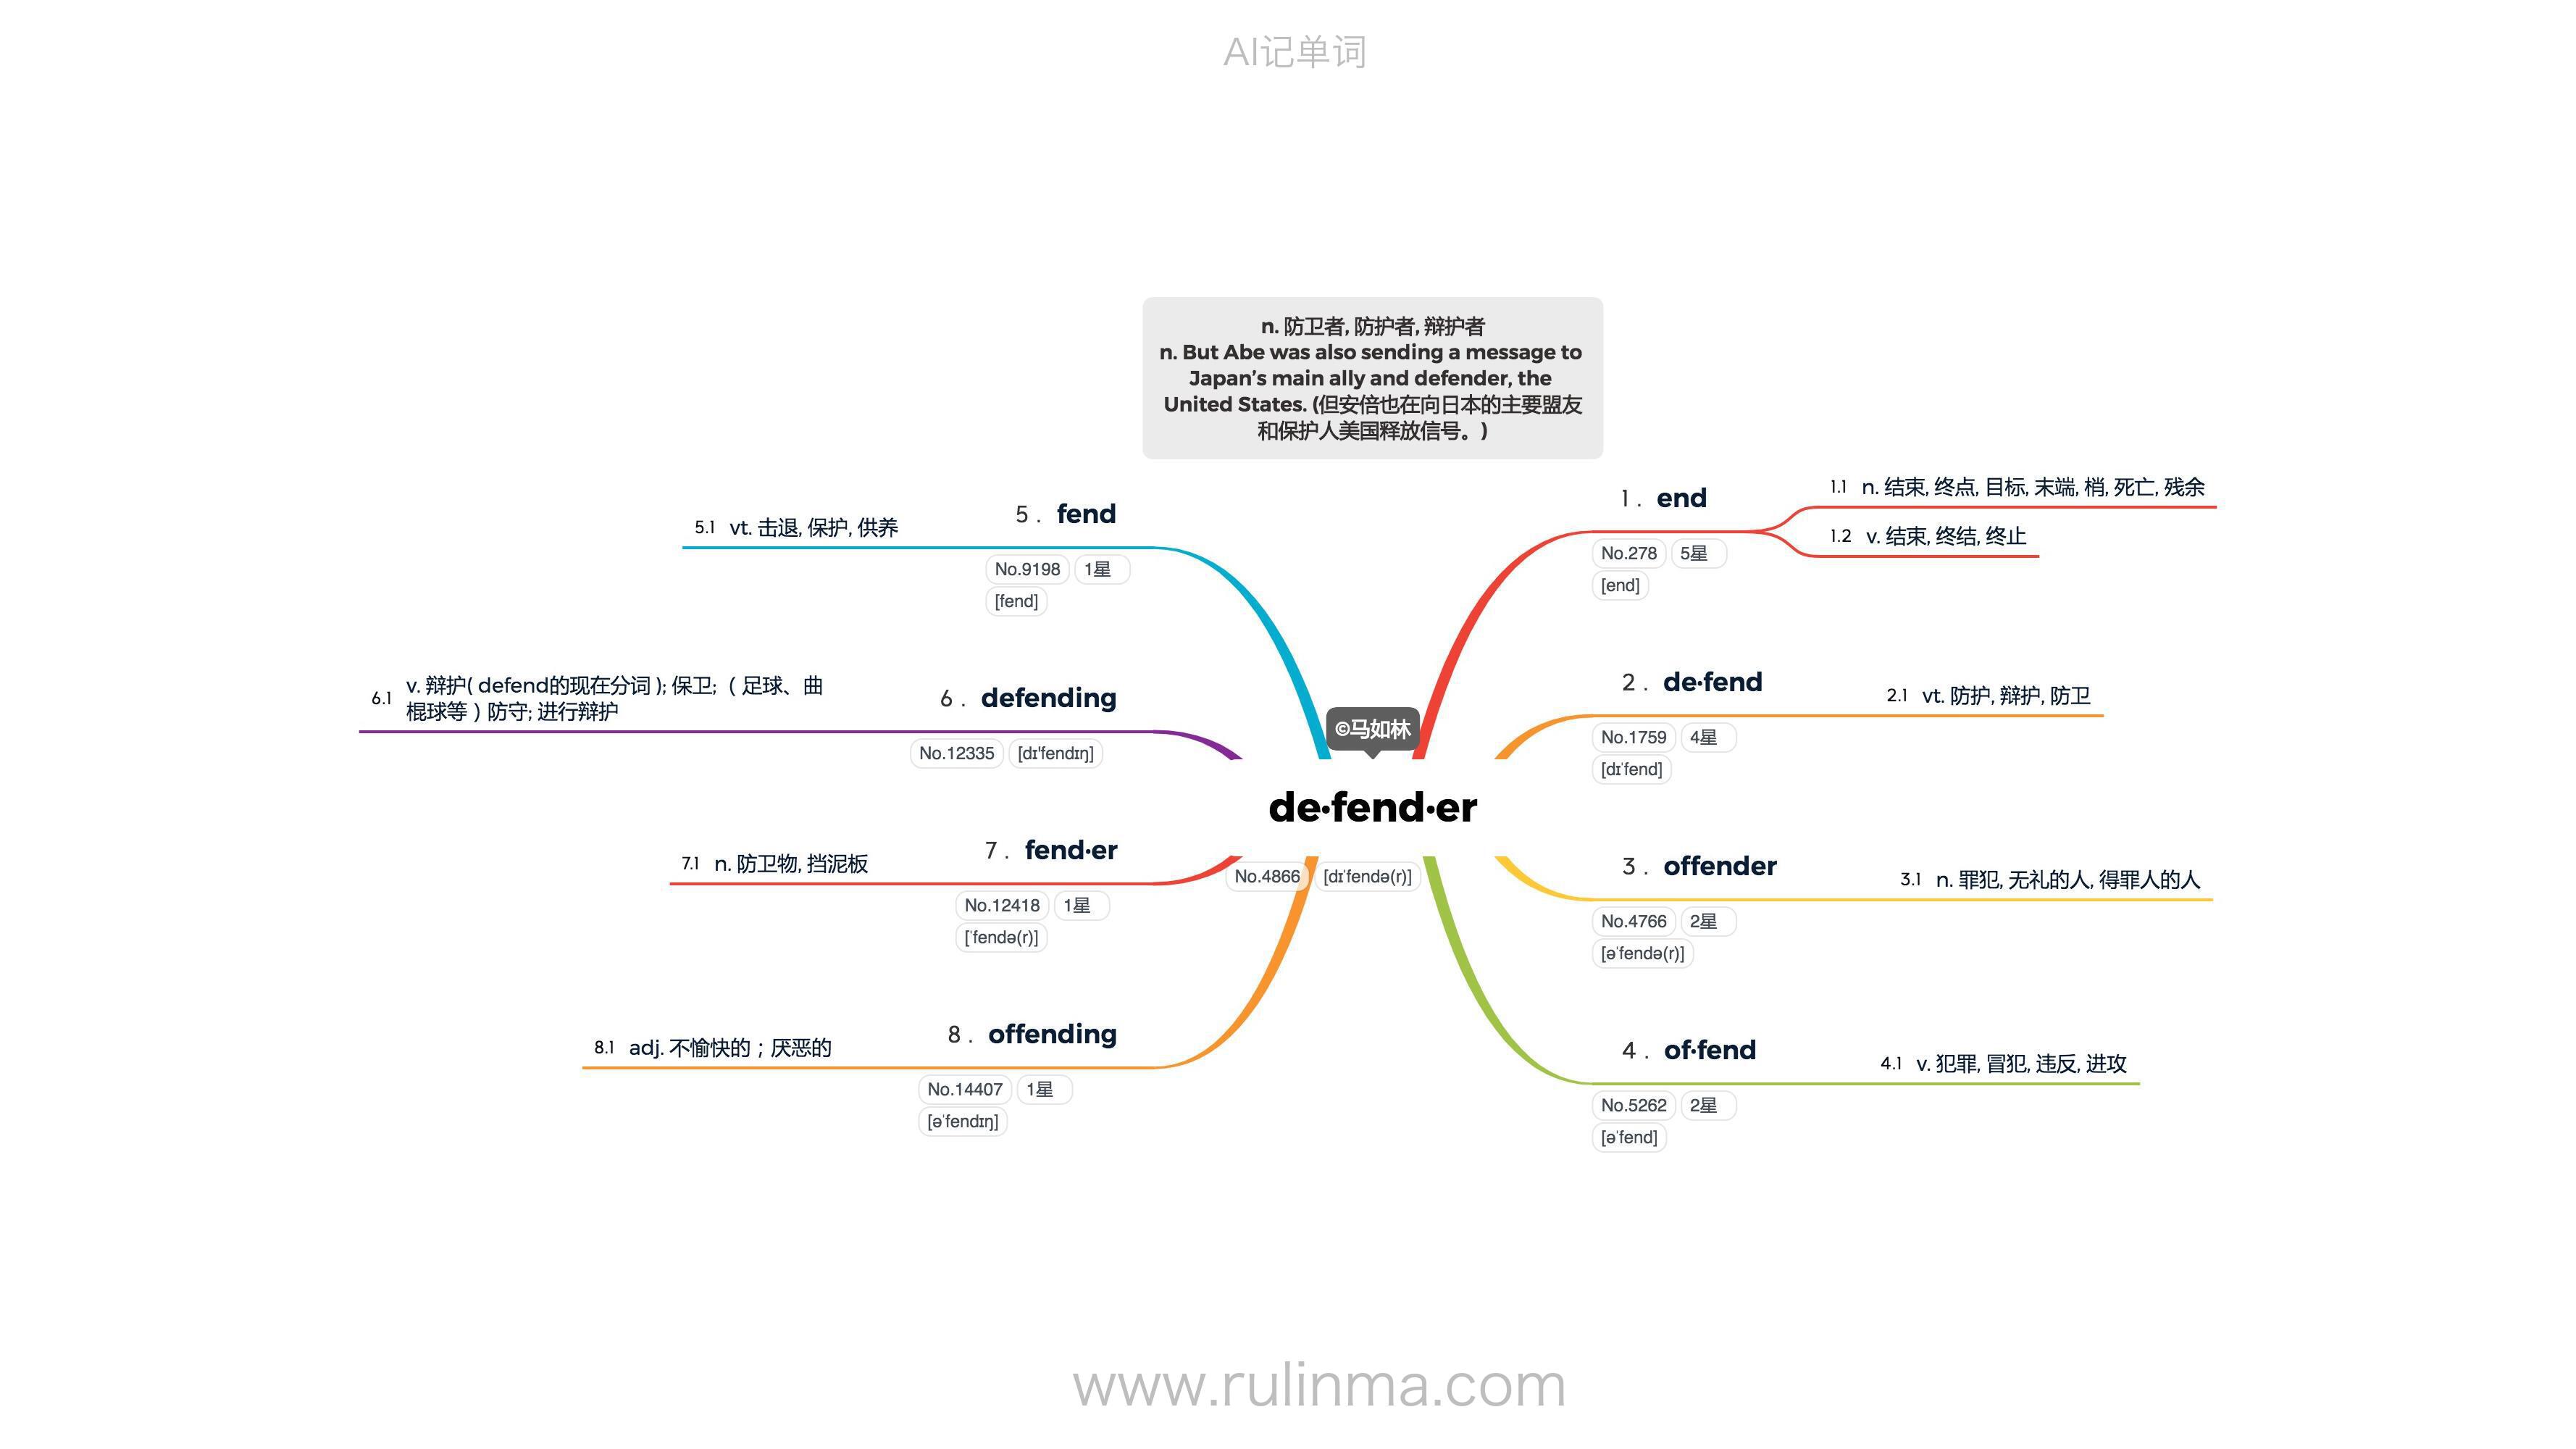 AI记单词
n. 防卫者, 防护者, 辩护者
n. But Abe was also sending a message to
Japan’s main ally and defender, the
United States. (但安倍也在向日本的主要盟友
和保护人美国释放信号。)
©马如林
de·fend·er
No.4866 [dɪˈfendə(r)]
1 . end
No.278 5星
[end]
1.1 n. 结束, 终点, 目标, 末端, 梢, 死亡, 残余
1.2 v. 结束, 终结, 终止
2 . de·fend
No.1759 4星
[dɪˈfend]
2.1 vt. 防护, 辩护, 防卫
3 . offender
No.4766 2星
[əˈfendə(r)]
3.1 n. 罪犯, 无礼的人, 得罪人的人
4 . of·fend
No.5262 2星
[əˈfend]
4.1 v. 犯罪, 冒犯, 违反, 进攻
5 . fend
No.9198 1星
[fend]
5.1 vt. 击退, 保护, 供养
6 . defending
No.12335 [dɪ'fendɪŋ]
6.1 v. 辩护( defend的现在分词 ); 保卫;（ 足球、曲
棍球等 ) 防守; 进行辩护
7 . fend·er
No.12418 1星
[ˈfendə(r)]
7.1 n. 防卫物, 挡泥板
8 . offending
No.14407 1星
[əˈfendɪŋ]
8.1 adj. 不愉快的；厌恶的
www.rulinma.com